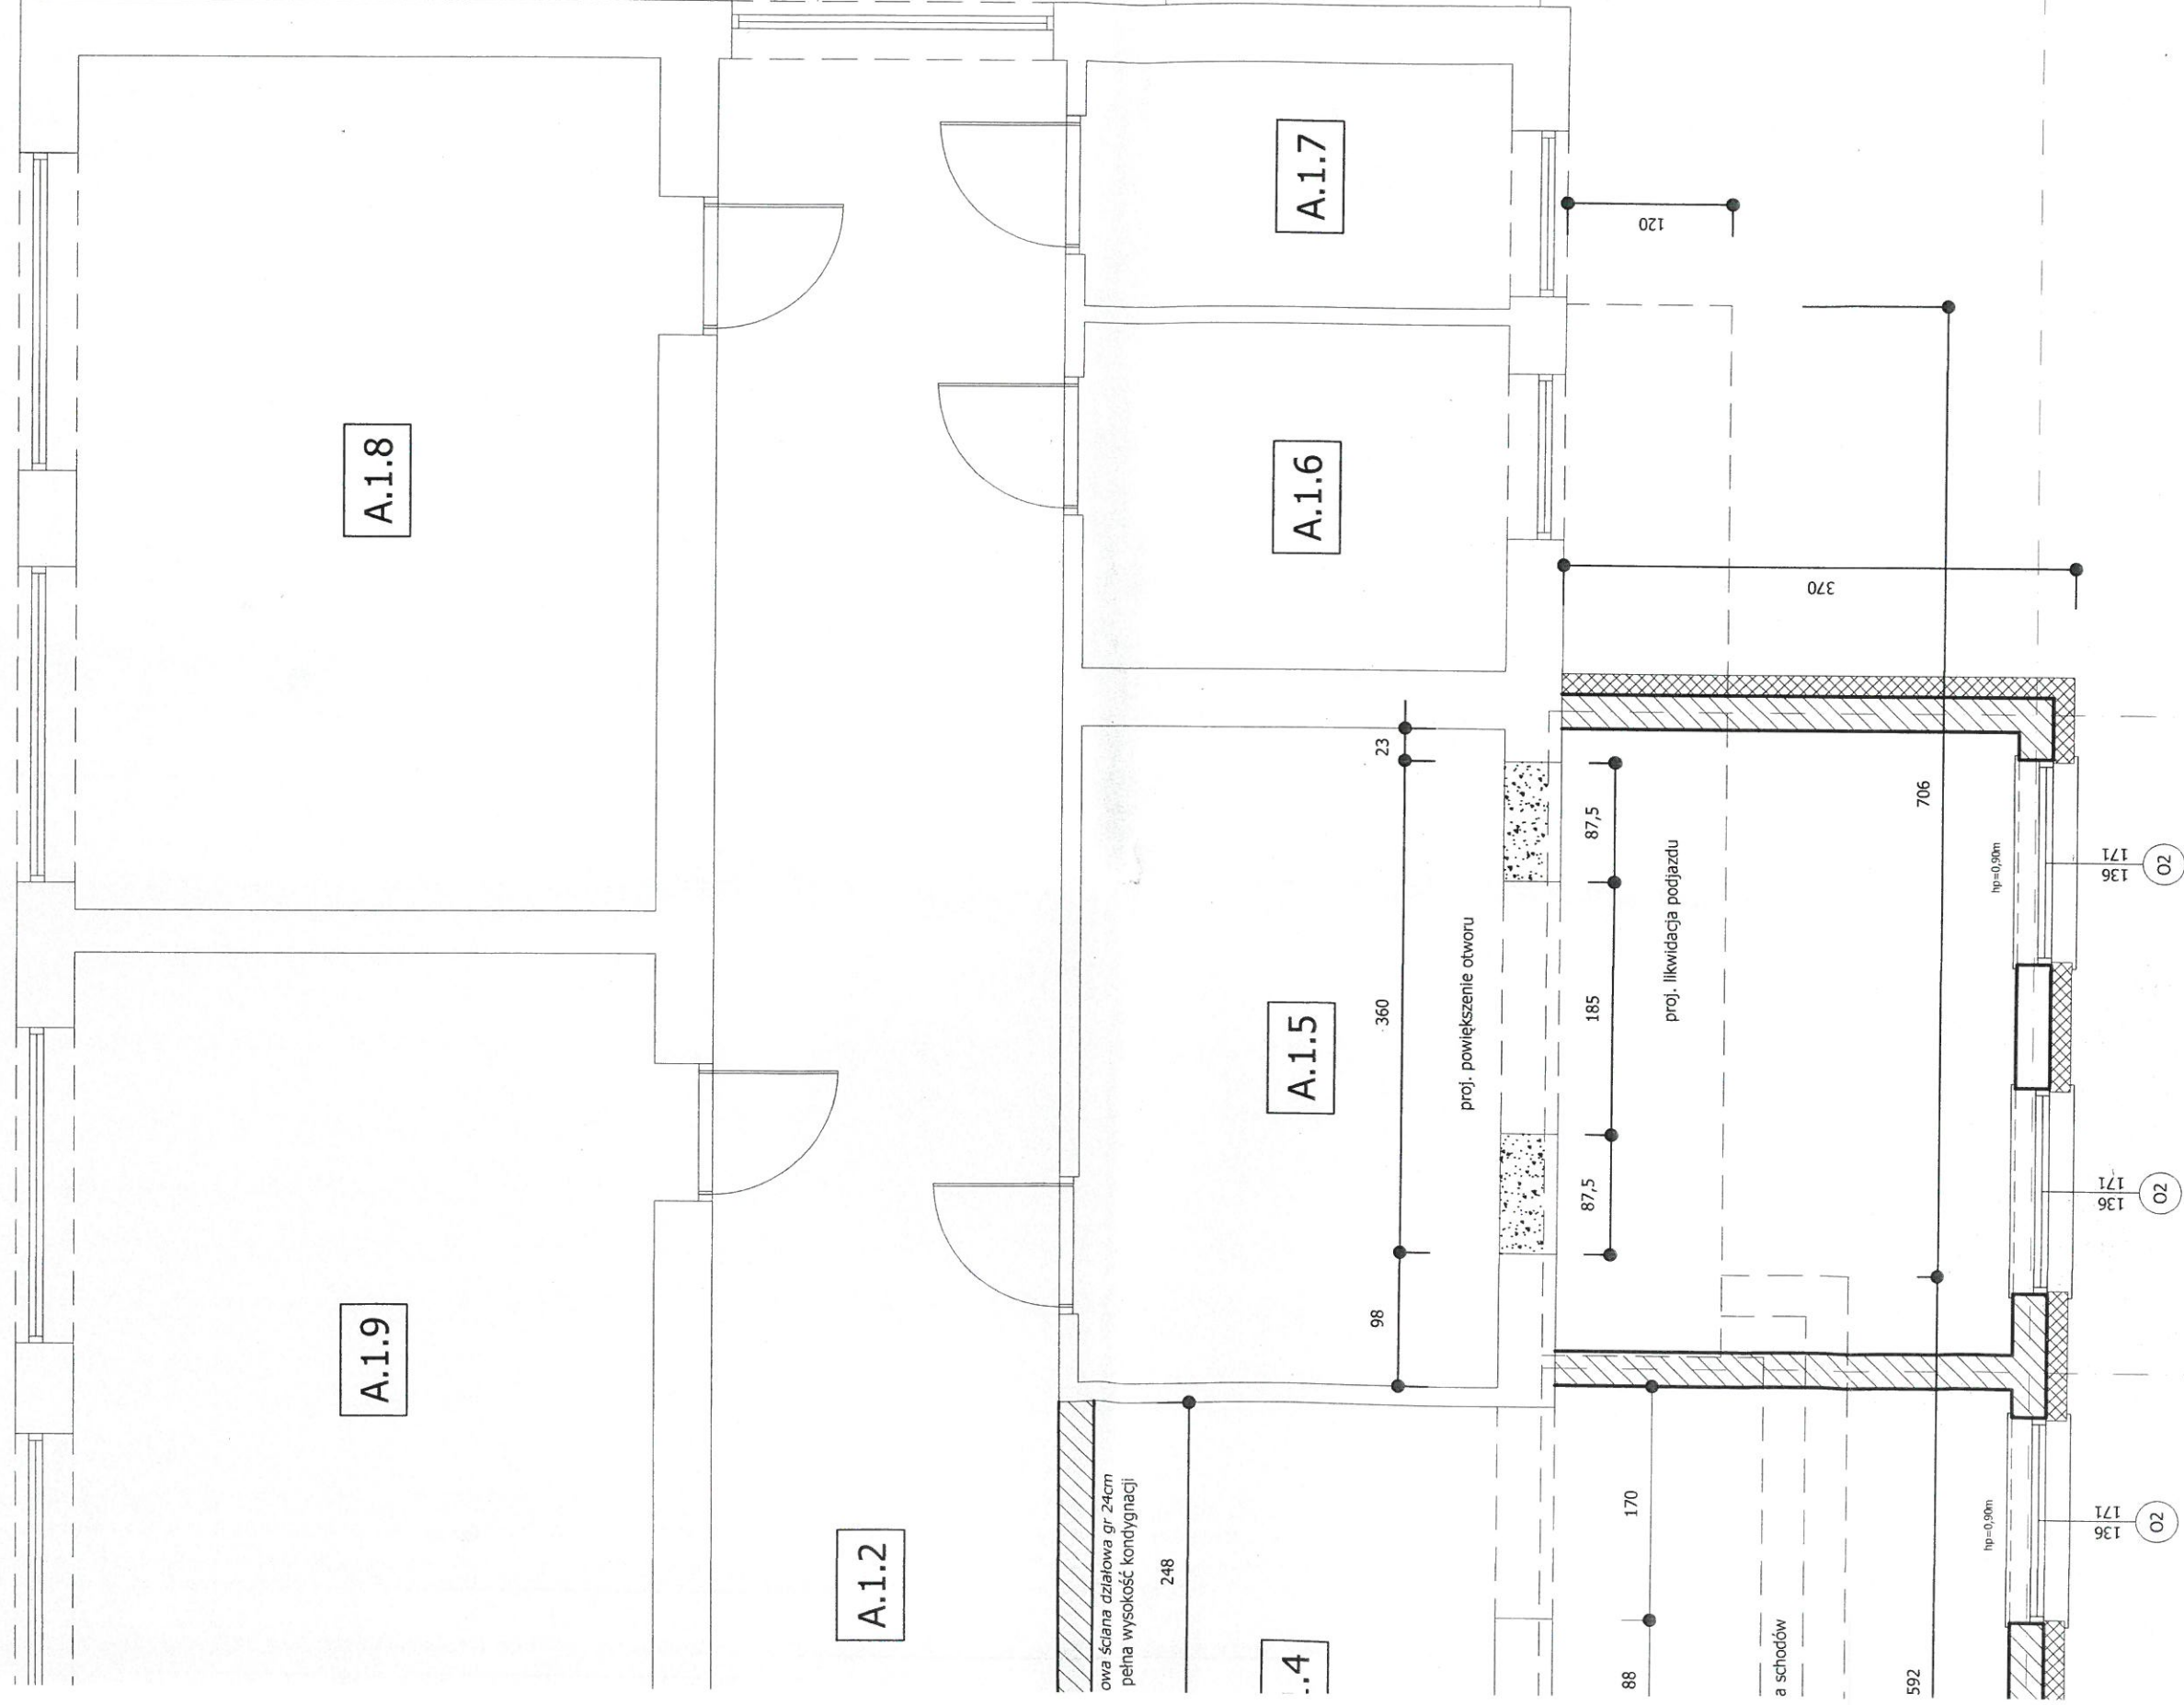 A.1.8
A.1.9
A.1.2
A.1.7
A.1.6
A.1.5
.4
owa ściana działowa gr 24cm
pełna wysokość kondygnacji
248
23
360
98
proj. powiększenie otworu
87,5
185
87,5
proj. likwidacja podjazdu
170
88
a schodów
120
370
706
592
hp=0,90m
hp=0,90m
171
136
O2
171
136
O2
171
136
O2